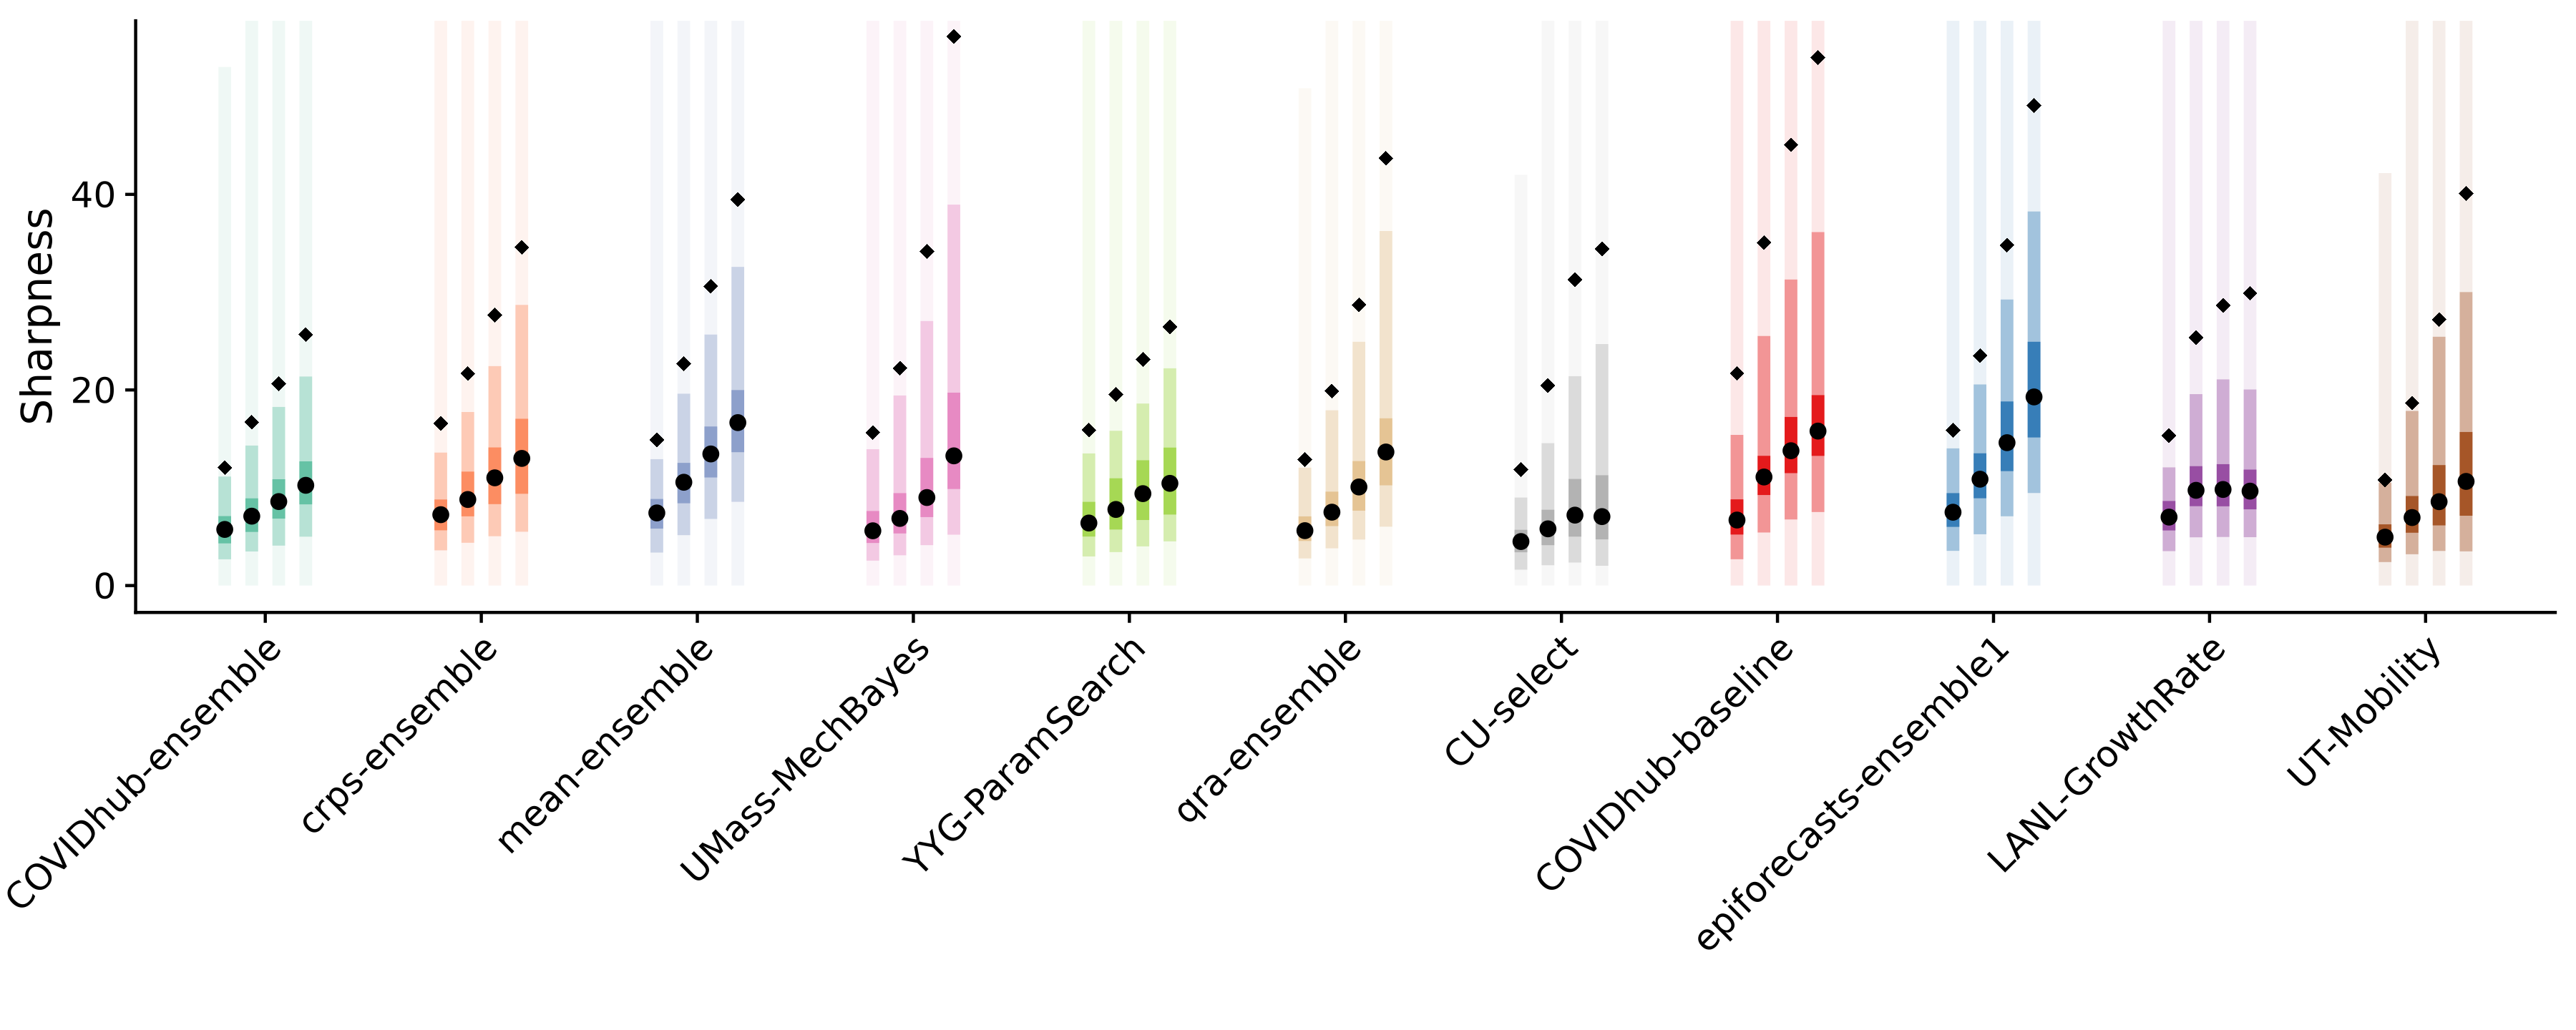 Sharpness
40
20
0
COVIDhub-ensemble
crps-ensemble
mean-ensemble
UMass-MechBayes
YYG-ParamSearch
qra-ensemble
CU-select
COVIDhub-baseline
epiforecasts-ensemble1
LANL-GrowthRate
UT-Mobility